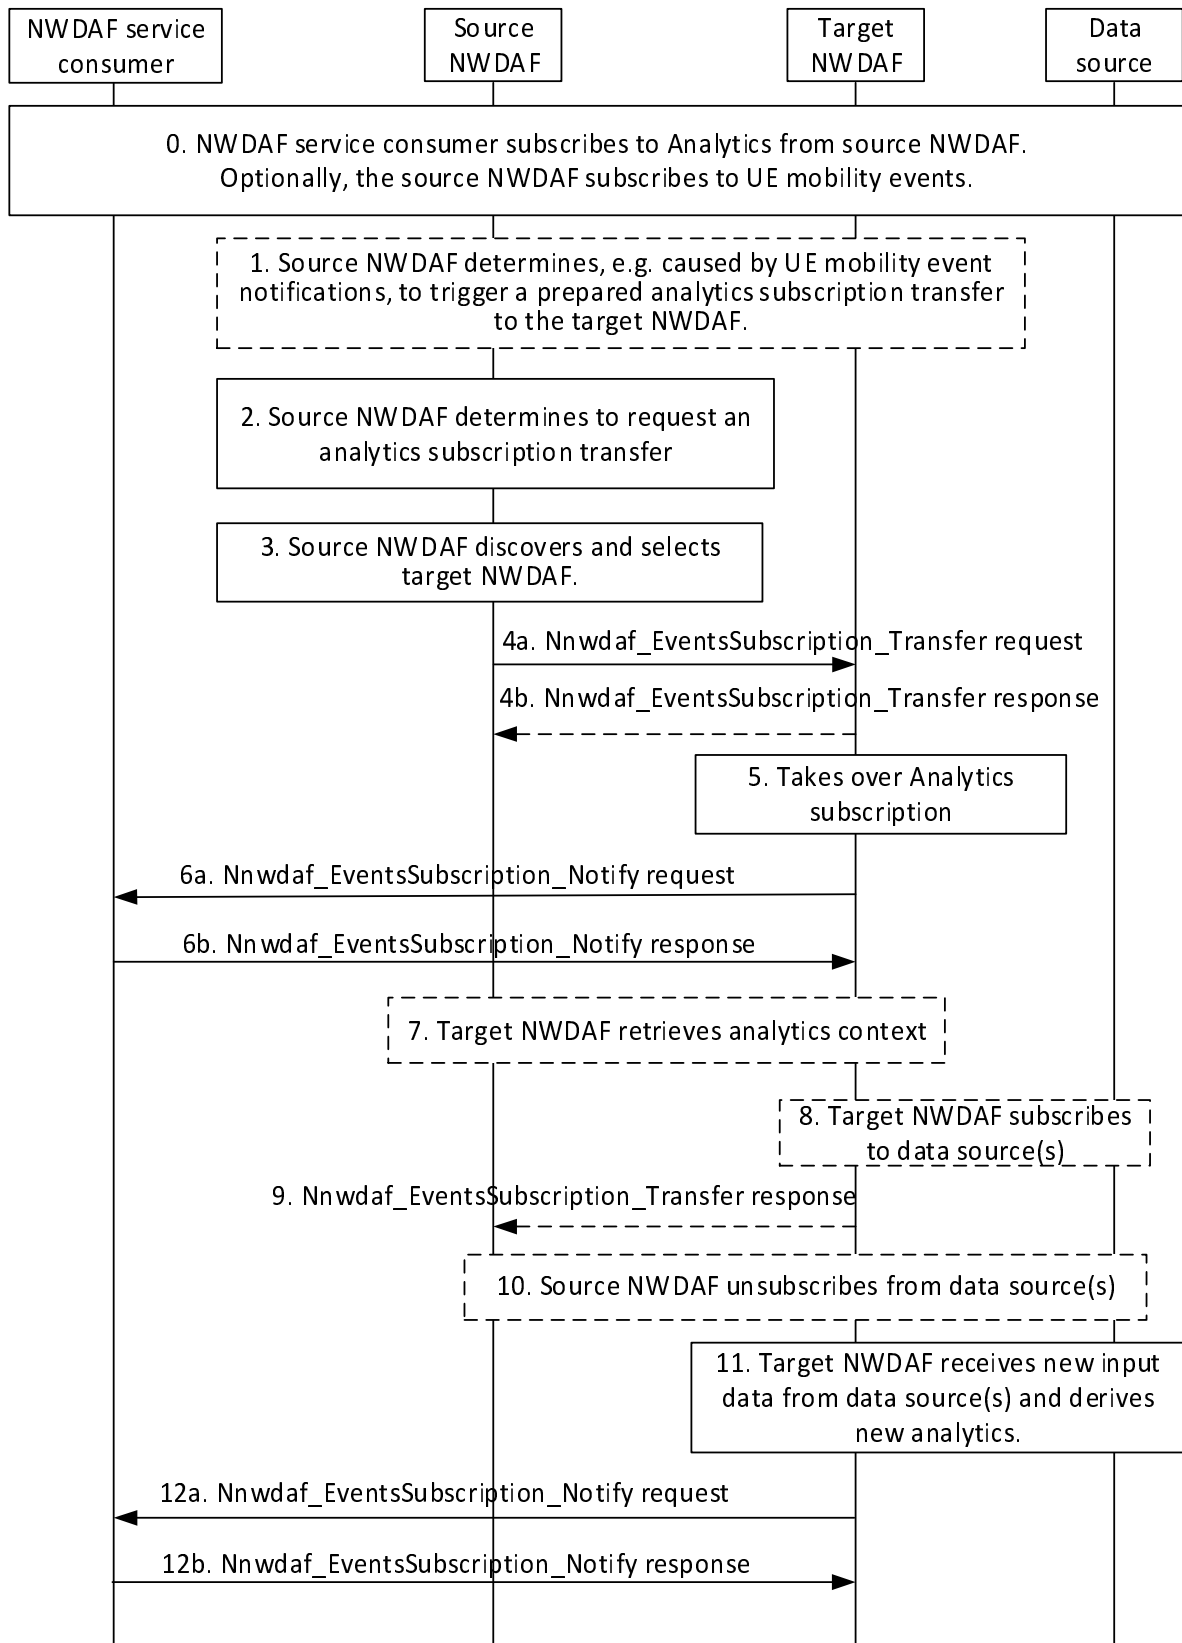 NWDAF service
consumer
Source
NWDAF
Target
NWDAF
Data
source
0. NWDAF service consumer subscribes to Analytics from source NWDAF.
Optionally, the source NWDAF subscribes to UE mobility events.
1. Source NWDAF determines, e.g. caused by UE mobility event
notifications, to trigger a prepared analytics subscription transfer
to the target NWDAF.
2. Source NWDAF determines to request an
analytics subscription transfer
3. Source NWDAF discovers and selects
target NWDAF.
4a. Nnwdaf_EventsSubscription_Transfer request
4b. Nnwdaf_EventsSubscription_Transfer response
5. Takes over Analytics
subscription
6a. Nnwdaf_EventsSubscription_Notify request
6b. Nnwdaf_EventsSubscription_Notify response
7. Target NWDAF retrieves analytics context
8. Target NWDAF subscribes
to data source(s)
9. Nnwdaf_EventsSubscription_Transfer response
10. Source NWDAF unsubscribes from data source(s)
11. Target NWDAF receives new input
data from data source(s) and derives
new analytics.
12a. Nnwdaf_EventsSubscription_Notify request
12b. Nnwdaf_EventsSubscription_Notify response